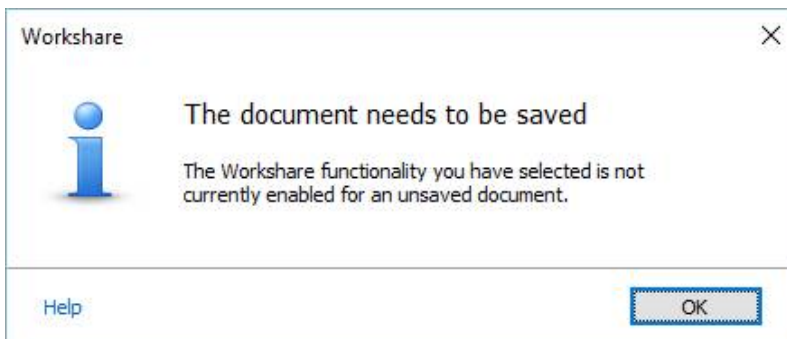 Workshare
The document needs to be saved
The Workshare functionality you have selected is not
currently enabled for an unsaved document.
Help
OK